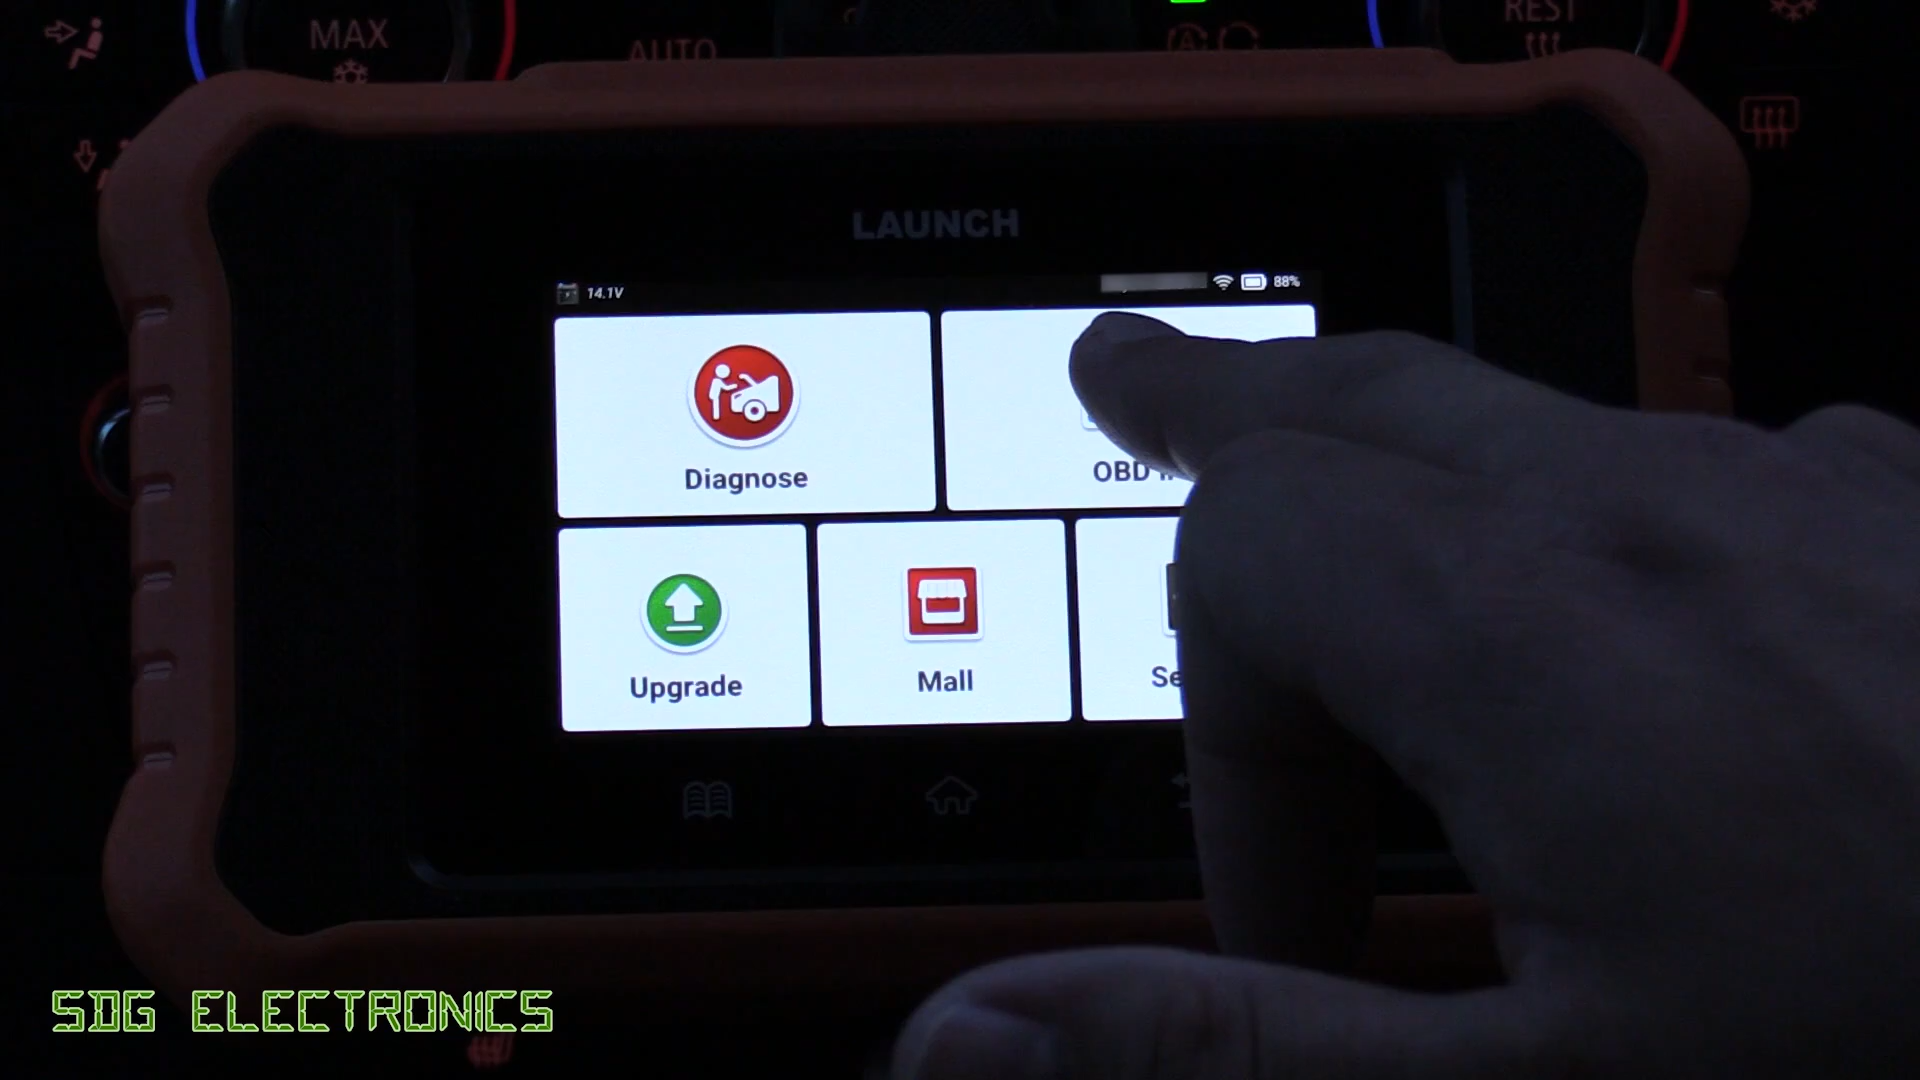 MAX
AUTO
REST
LAUNCH
14.1V
88%
Diagnose
OBD
Upgrade
Mall
Se
SDG ELECTRONICS